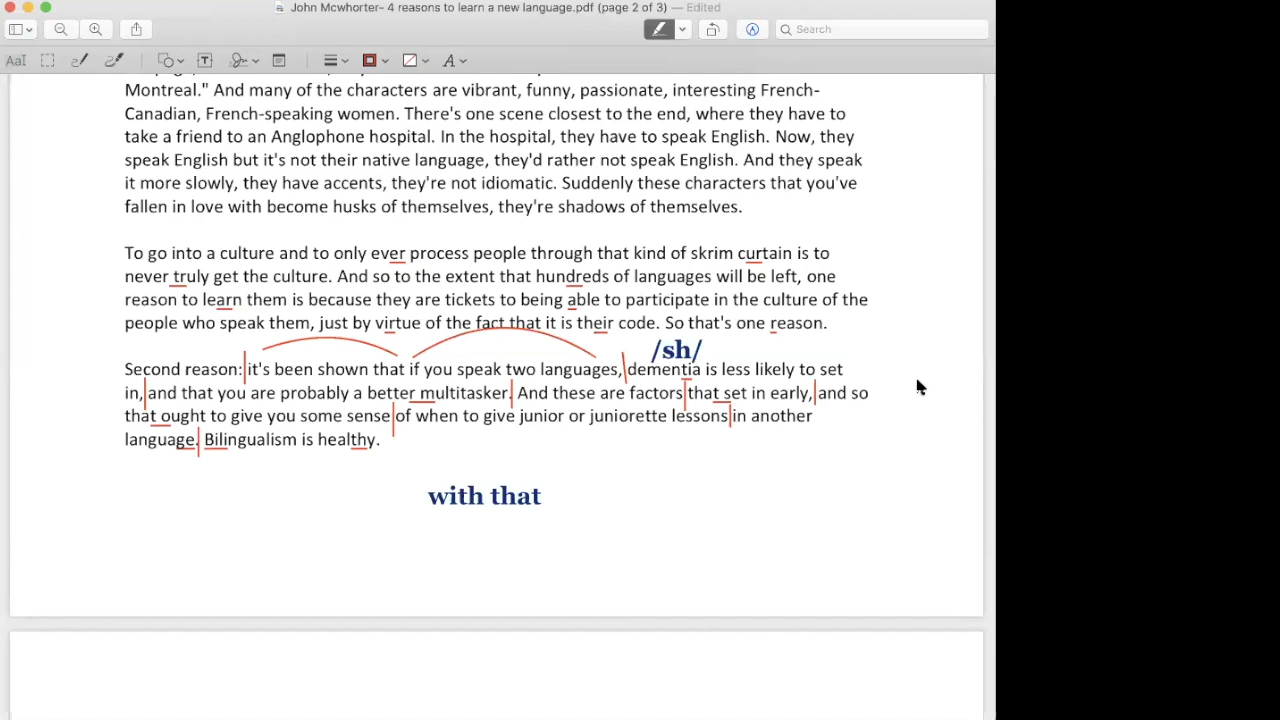 John Mcwhorter– 4 reasons to learn a new language.pdf (page 2 of 3) — Edited
Search
AaI
A
Montreal." And many of the characters are vibrant, funny, passionate, interesting French-
Canadian, French-speaking women. There's one scene closest to the end, where they have to
take a friend to an Anglophone hospital. In the hospital, they have to speak English. Now, they
speak English but it's not their native language, they'd rather not speak English. And they speak
it more slowly, they have accents, they're not idiomatic. Suddenly these characters that you've
fallen in love with become husks of themselves, they're shadows of themselves.
To go into a culture and to only ever process people through that kind of skrim curtain is to
never truly get the culture. And so to the extent that hundreds of languages will be left, one
reason to learn them is because they are tickets to being able to participate in the culture of the
people who speak them, just by virtue of the fact that it is their code. So that's one reason.
/sh/
Second reason: it's been shown that if you speak two languages, dementia is less likely to set
in, and that you are probably a better multitasker. And these are factors that set in early, and so
that ought to give you some sense of when to give junior or juniorette lessons in another
language. Bilingualism is healthy.
with that